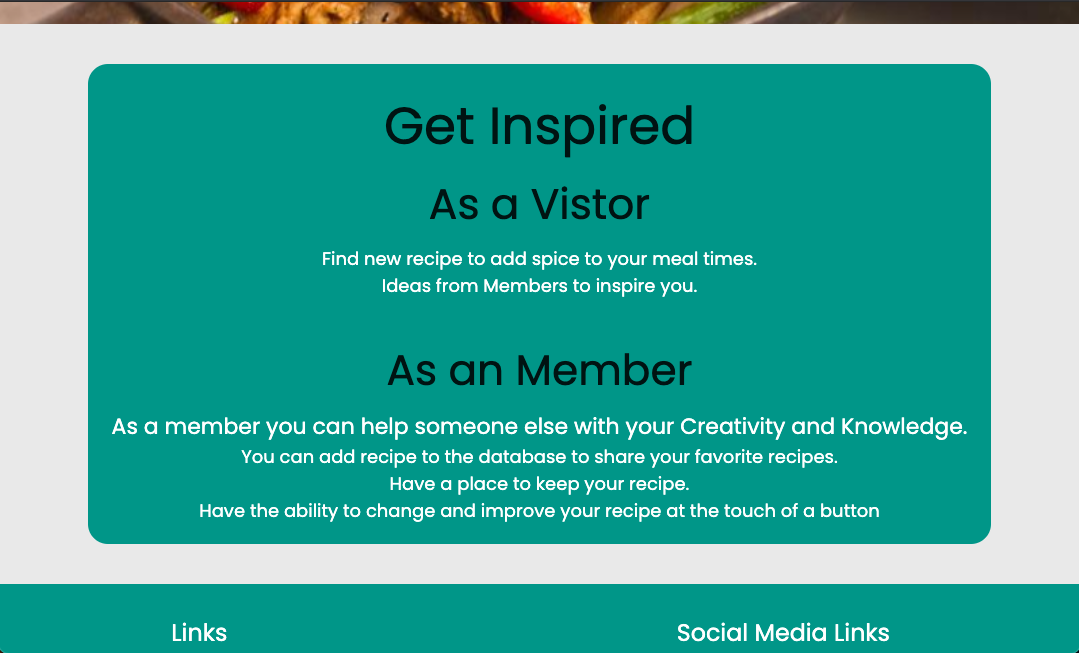 Get Inspired
As a Vistor
Find new recipe to add spice to your meal times.
Ideas from Members to inspire you.
As an Member
As a member you can help someone else with your Creativity and Knowledge.
You can add recipe to the database to share your favorite recipes.
Have a place to keep your recipe.
Have the ability to change and improve your recipe at the touch of a button
Links
Social Media Links